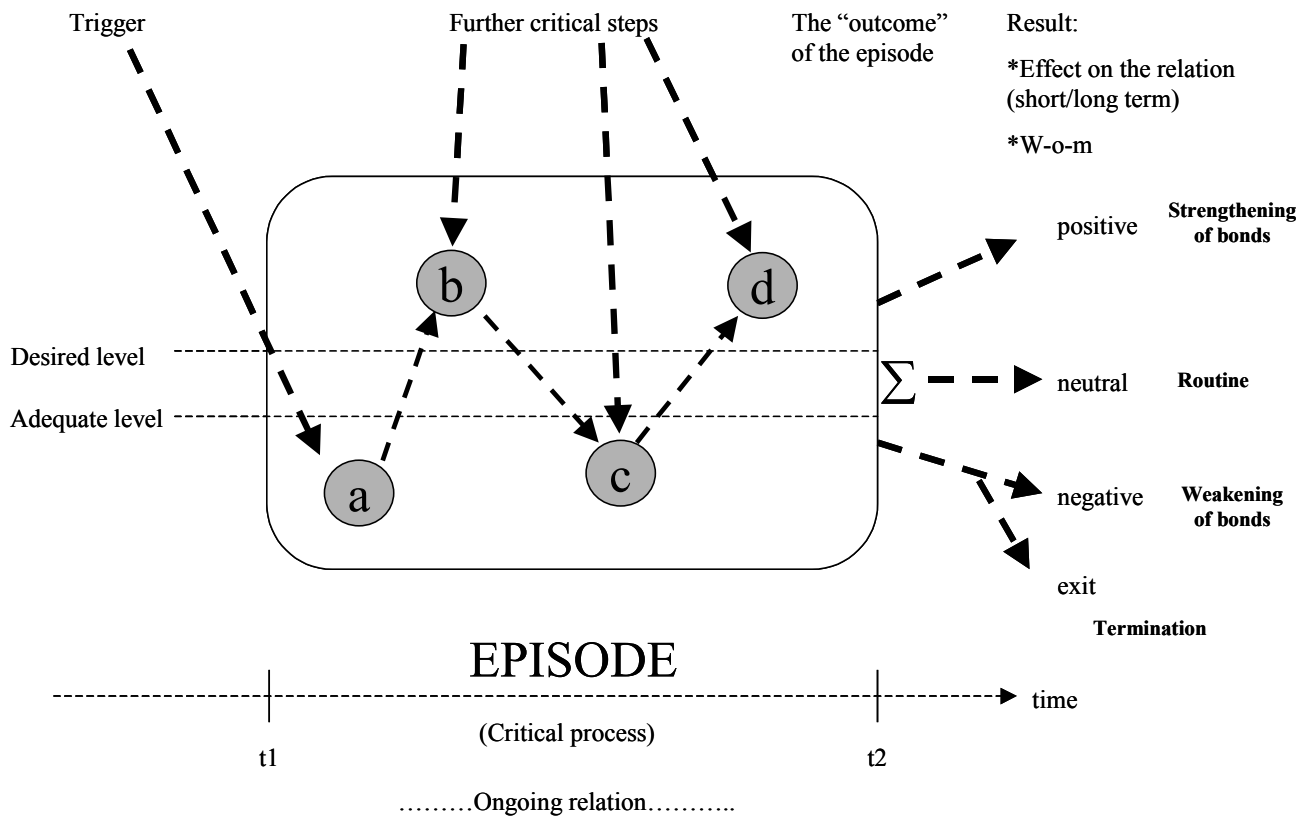 Trigger
Further critical steps
The “outcome”
of the episode
Result:
*Effect on the relation
(short/long term)
*W-o-m
positive
Strengthening
of bonds
b
d
Desired level
Σ
neutral
Routine
Adequate level
a
c
negative
Weakening
of bonds
exit
Termination
EPISODE
time
(Critical process)
t1
t2
………Ongoing relation………..